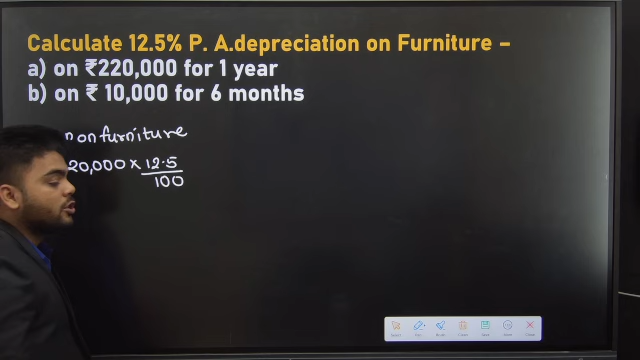 Calculate 12.5% P. A.depreciation on Furniture –
a) on ₹220,000 for 1 year
b) on ₹ 10,000 for 6 months
on furniture
20,000 × 12.5
100